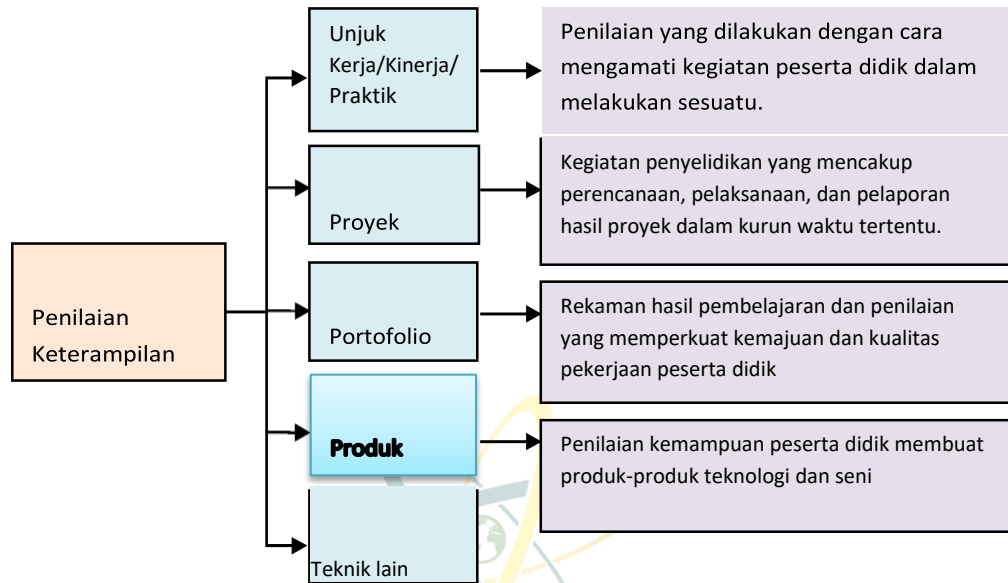 Unjuk
Kerja/Kinerja/
Praktik
Penilaian yang dilakukan dengan cara
mengamati kegiatan peserta didik dalam
melakukan sesuatu.
Proyek
Kegiatan penyelidikan yang mencakup
perencanaan, pelaksanaan, dan pelaporan
hasil proyek dalam kurun waktu tertentu.
Penilaian
Keterampilan
Portofolio
Rekaman hasil pembelajaran dan penilaian
yang memperkuat kemajuan dan kualitas
pekerjaan peserta didik
Produk
Penilaian kemampuan peserta didik membuat
produk-produk teknologi dan seni
Teknik lain